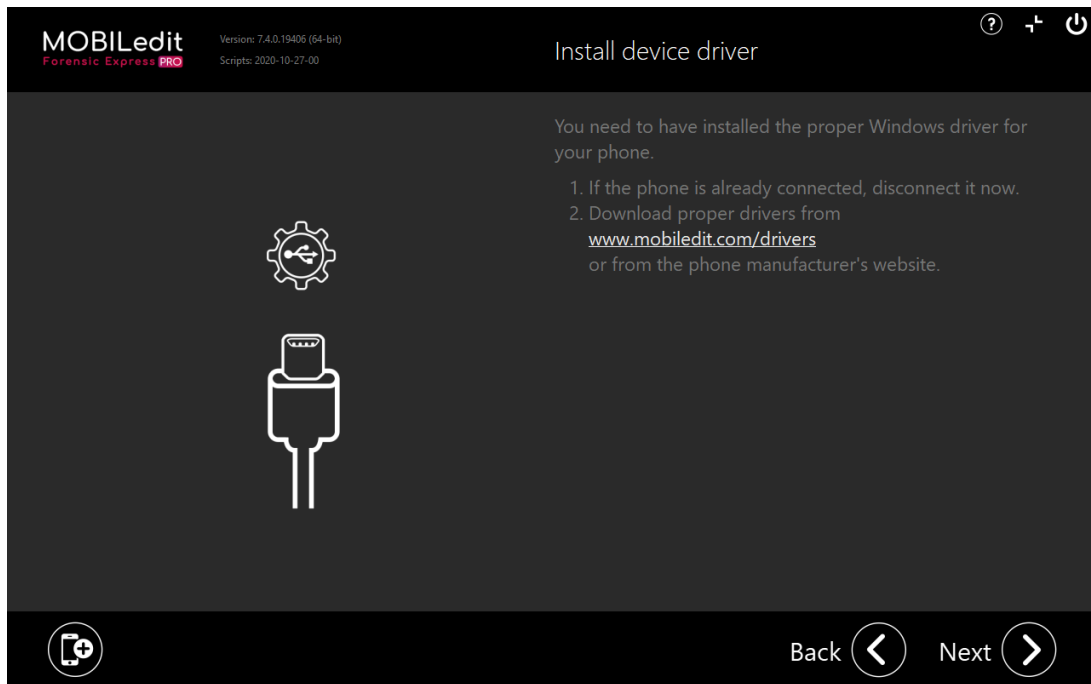 MOBILedit
Forensic Express PRO
Version: 7.4.0.19406 (64-bit)
Scripts: 2020-10-27-00
Install device driver
?
You need to have installed the proper Windows driver for
your phone.
1. If the phone is already connected, disconnect it now.
2. Download proper drivers from
www.mobiledit.com/drivers
or from the phone manufacturer's website.
Back
Next